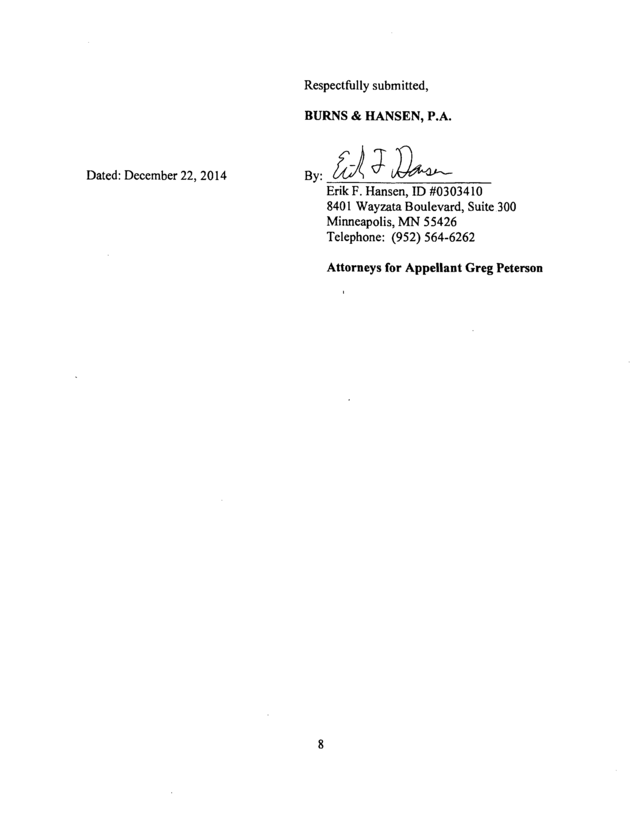 Respectfully submitted,
BURNS & HANSEN, P.A.
Dated: December 22, 2014
By: Erik F Hansen
Erik F. Hansen, ID #0303410
8401 Wayzata Boulevard, Suite 300
Minneapolis, MN 55426
Telephone: (952) 564-6262
Attorneys for Appellant Greg Peterson
8